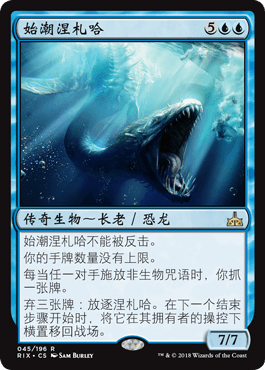 始潮涅札哈 5
传奇生物～长老/恐龙
始潮涅札哈不能被反击。
你的手牌数量没有上限。
每当任一对手施放非生物咒语时，你抓
一张牌。
弃三张牌：放逐涅札哈。在下一个结束
步骤开始时，将它在其拥有者的操控下
横置移回战场。
7/7
045/196 R
RIX • CS SAM BURLEY
™ & © 2018 Wizards of the Coast